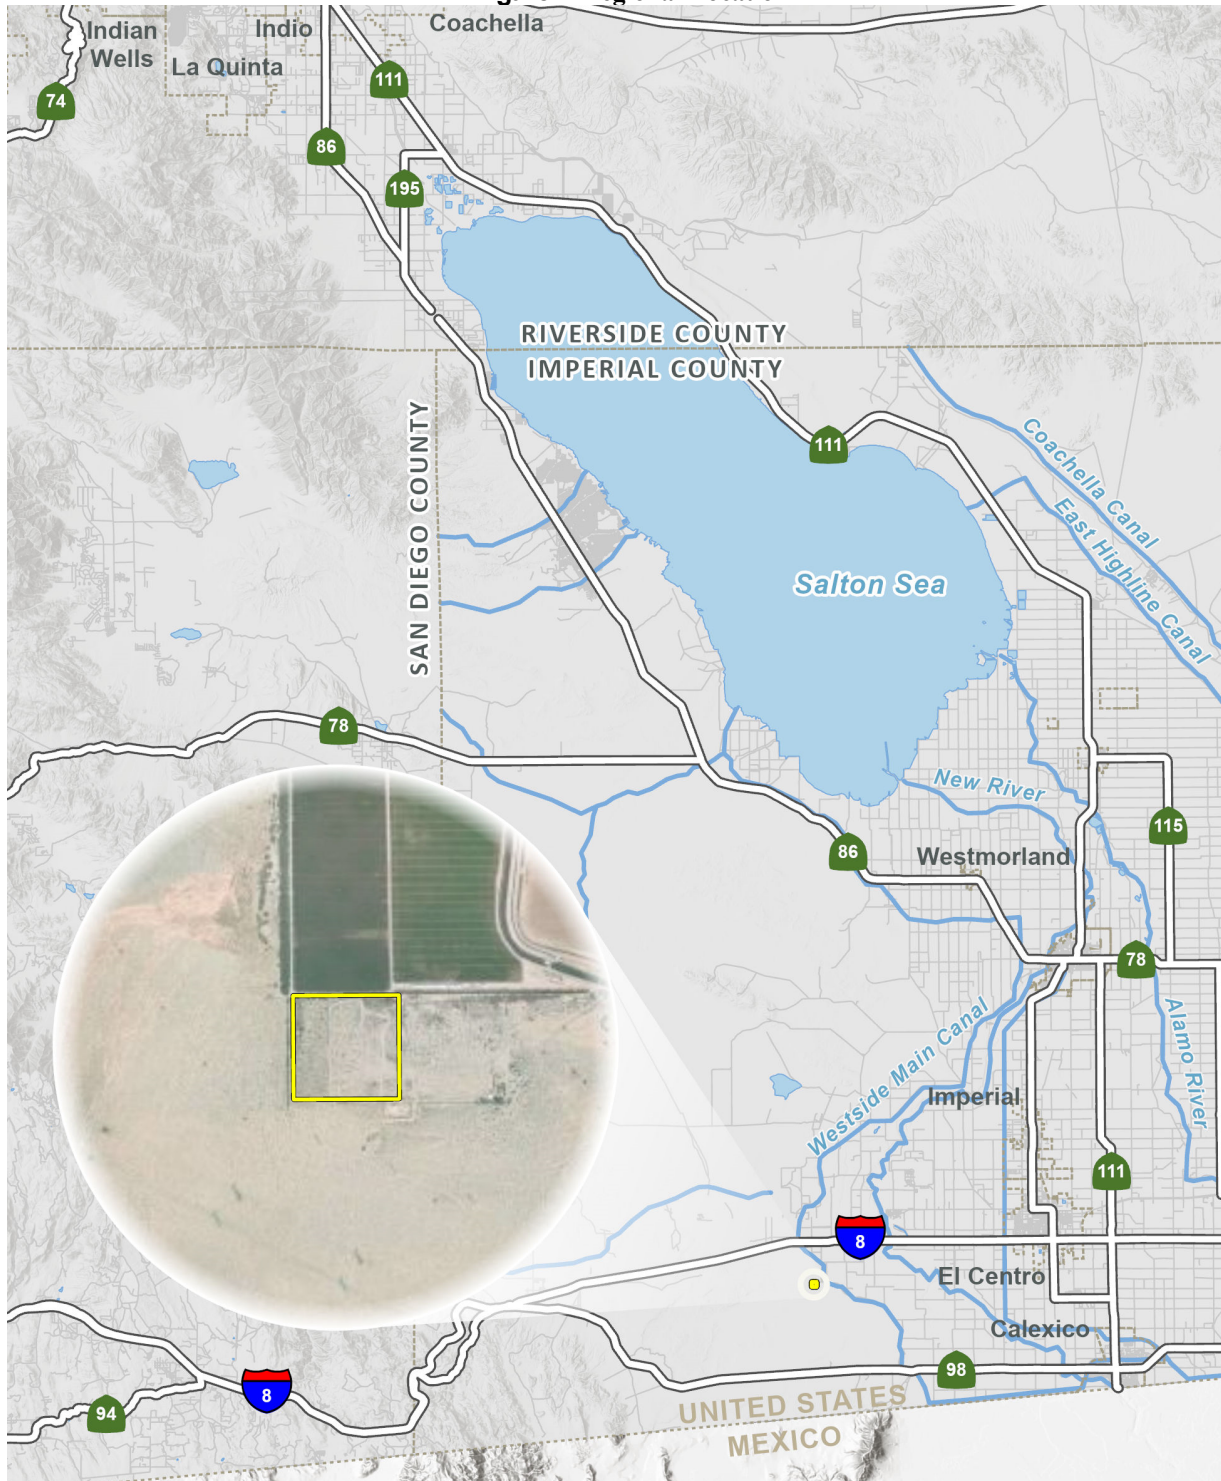 Indian
Wells
Indio
Coachella
La Quinta
111
74
86
195
RIVERSIDE COUNTY
IMPERIAL COUNTY
SAN DIEGO COUNTY
111
Coachella Canal
East Highline Canal
Salton Sea
78
New River
115
86
Westmorland
78
Alamo River
Westside Main Canal
Imperial
111
8
El Centro
Calexico
98
8
94
UNITED STATES
MEXICO